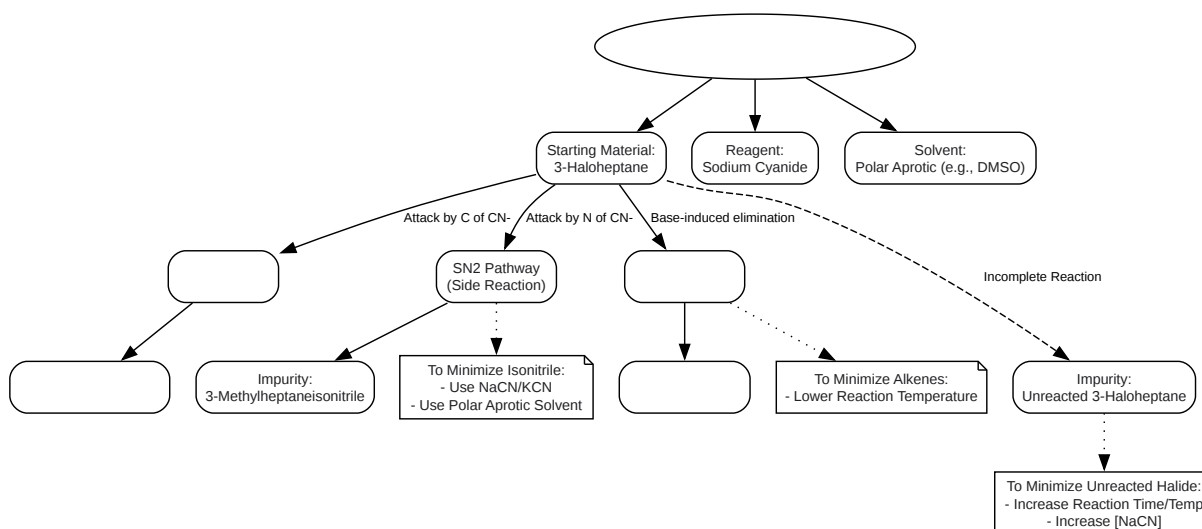 Starting Material:
3-Haloheptane
Reagent:
Sodium Cyanide
Solvent:
Polar Aprotic (e.g., DMSO)
Attack by C of CN-
Attack by N of CN-
Base-induced elimination
Incomplete Reaction
SN2 Pathway
(Side Reaction)
Impurity:
3-Methylheptaneisonitrile
To Minimize Isonitrile:
- Use NaCN/KCN
- Use Polar Aprotic Solvent
To Minimize Alkenes:
- Lower Reaction Temperature
Impurity:
Unreacted 3-Haloheptane
To Minimize Unreacted Halide:
- Increase Reaction Time/Temp
- Increase [NaCN]